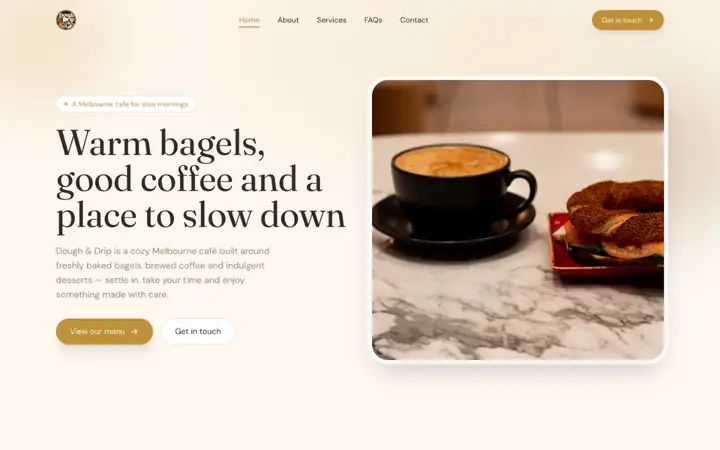 Home
About
Services
FAQs
Contact
Get in touch →
A Melbourne cafe for slow mornings
Warm bagels,
good coffee and a
place to slow down
Dough & Drip is a cozy Melbourne café built around
freshly baked bagels, brewed coffee and indulgent
desserts — settle in, take your time and enjoy
something made with care.
View our menu →
Get in touch